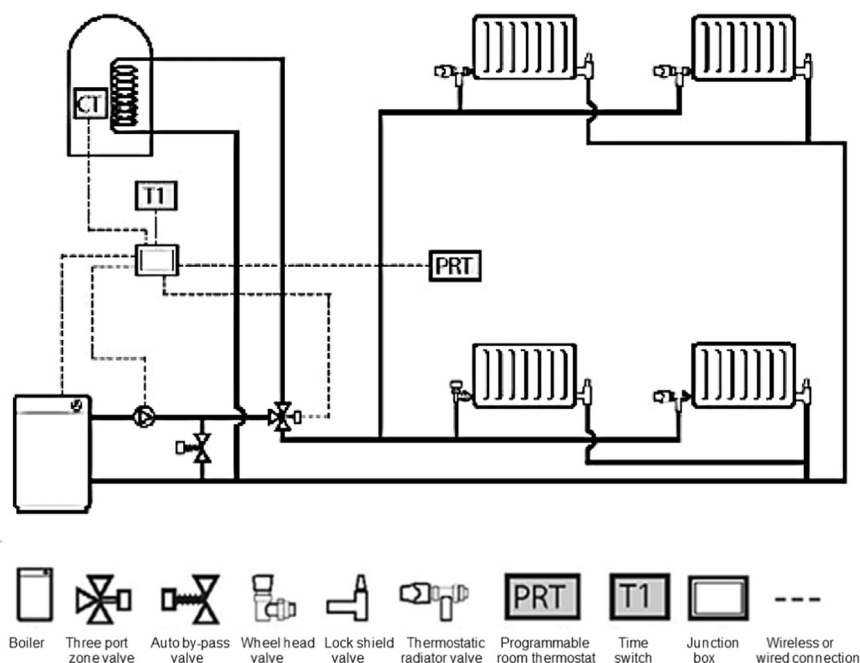 CT
T1
PRT
PRT
T1
Boiler
Three port
zone valve
Auto by-pass
valve
Wheel head
valve
Lock shield
valve
Thermostatic
radiator valve
Programmable
room thermostat
Time
switch
Junction
box
Wireless or
wired connection